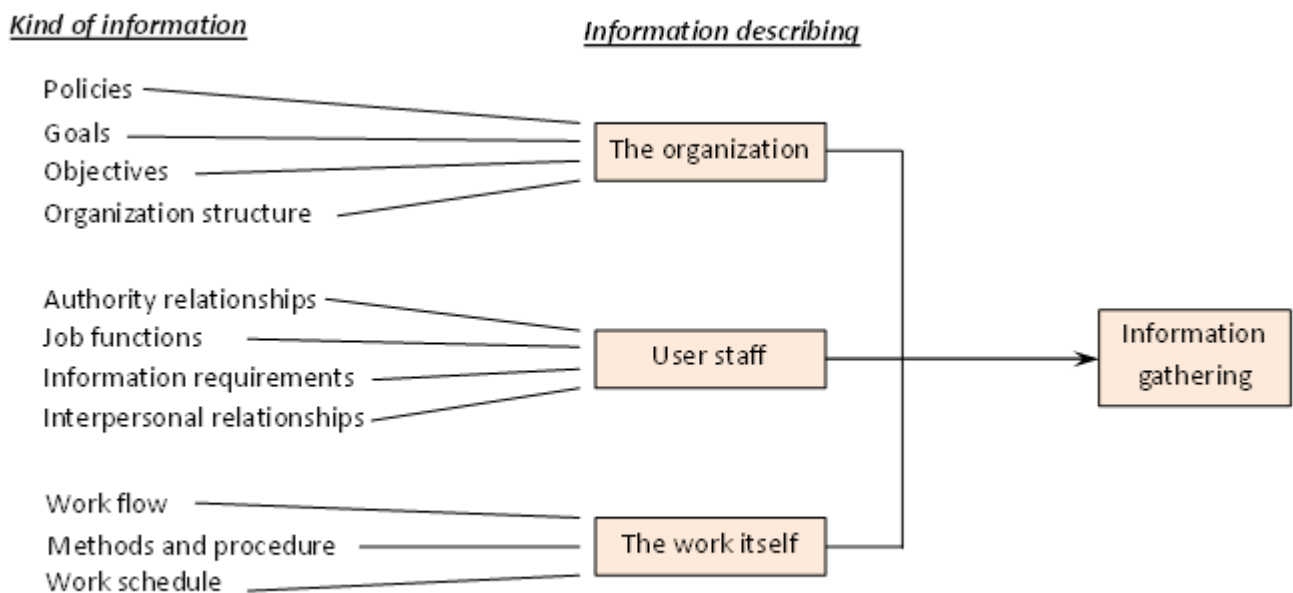 Kind of information
Information describing
Policies
Goals
Objectives
Organization structure
The organization
Authority relationships
Job functions
Information requirements
Interpersonal relationships
User staff
Work flow
Methods and procedure
Work schedule
The work itself
Information
gathering